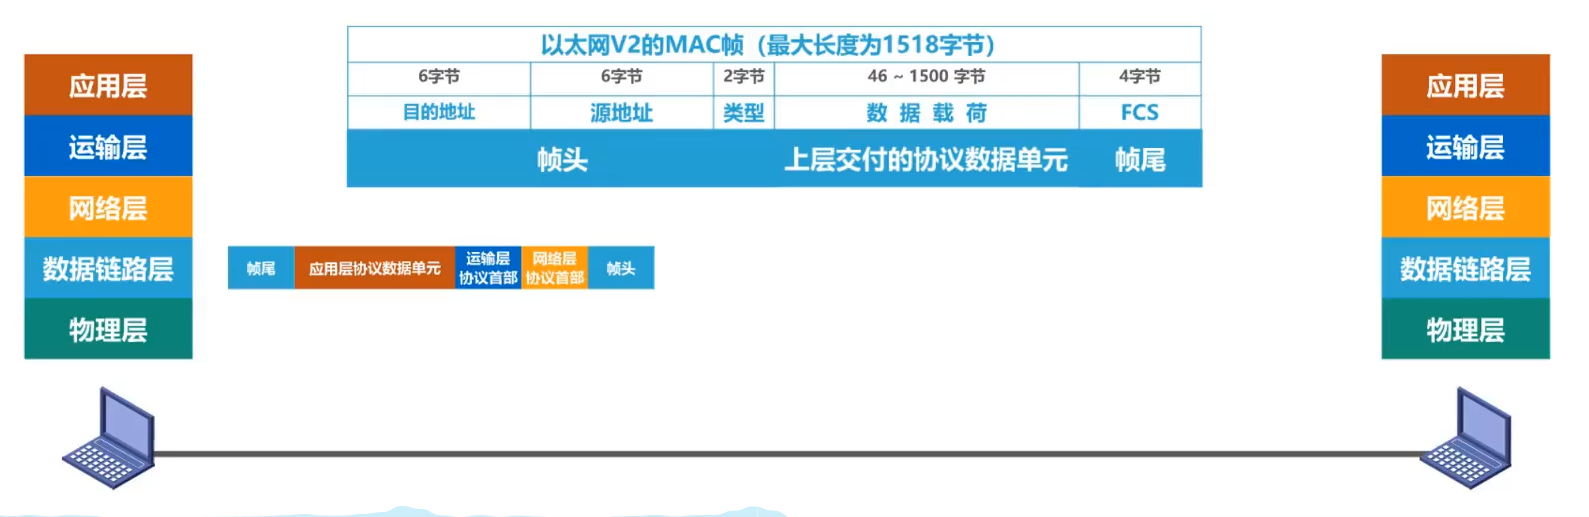 应用层
运输层
网络层
数据链路层
物理层
以太网V2的MAC帧（最大长度为1518字节）
6字节 6字节 2字节 46 ~ 1500 字节 4字节
目的地址 源地址 类型 数 据 载 荷 FCS
帧头 上层交付的协议数据单元 帧尾
帧尾 应用层协议数据单元 运输层
协议首部 网络层
协议首部 帧头
应用层
运输层
网络层
数据链路层
物理层